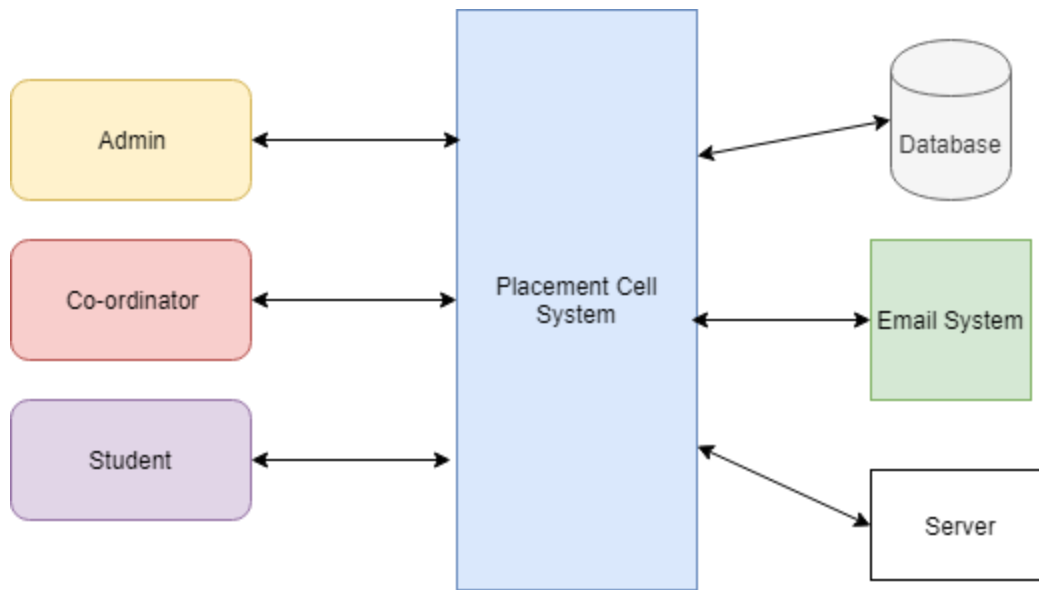 Admin
Co-ordinator
Student
Placement Cell
System
Database
Email System
Server